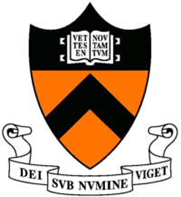 VET NOV
TES TAM
EN TVM
DEI SVB NVMINE VIGET